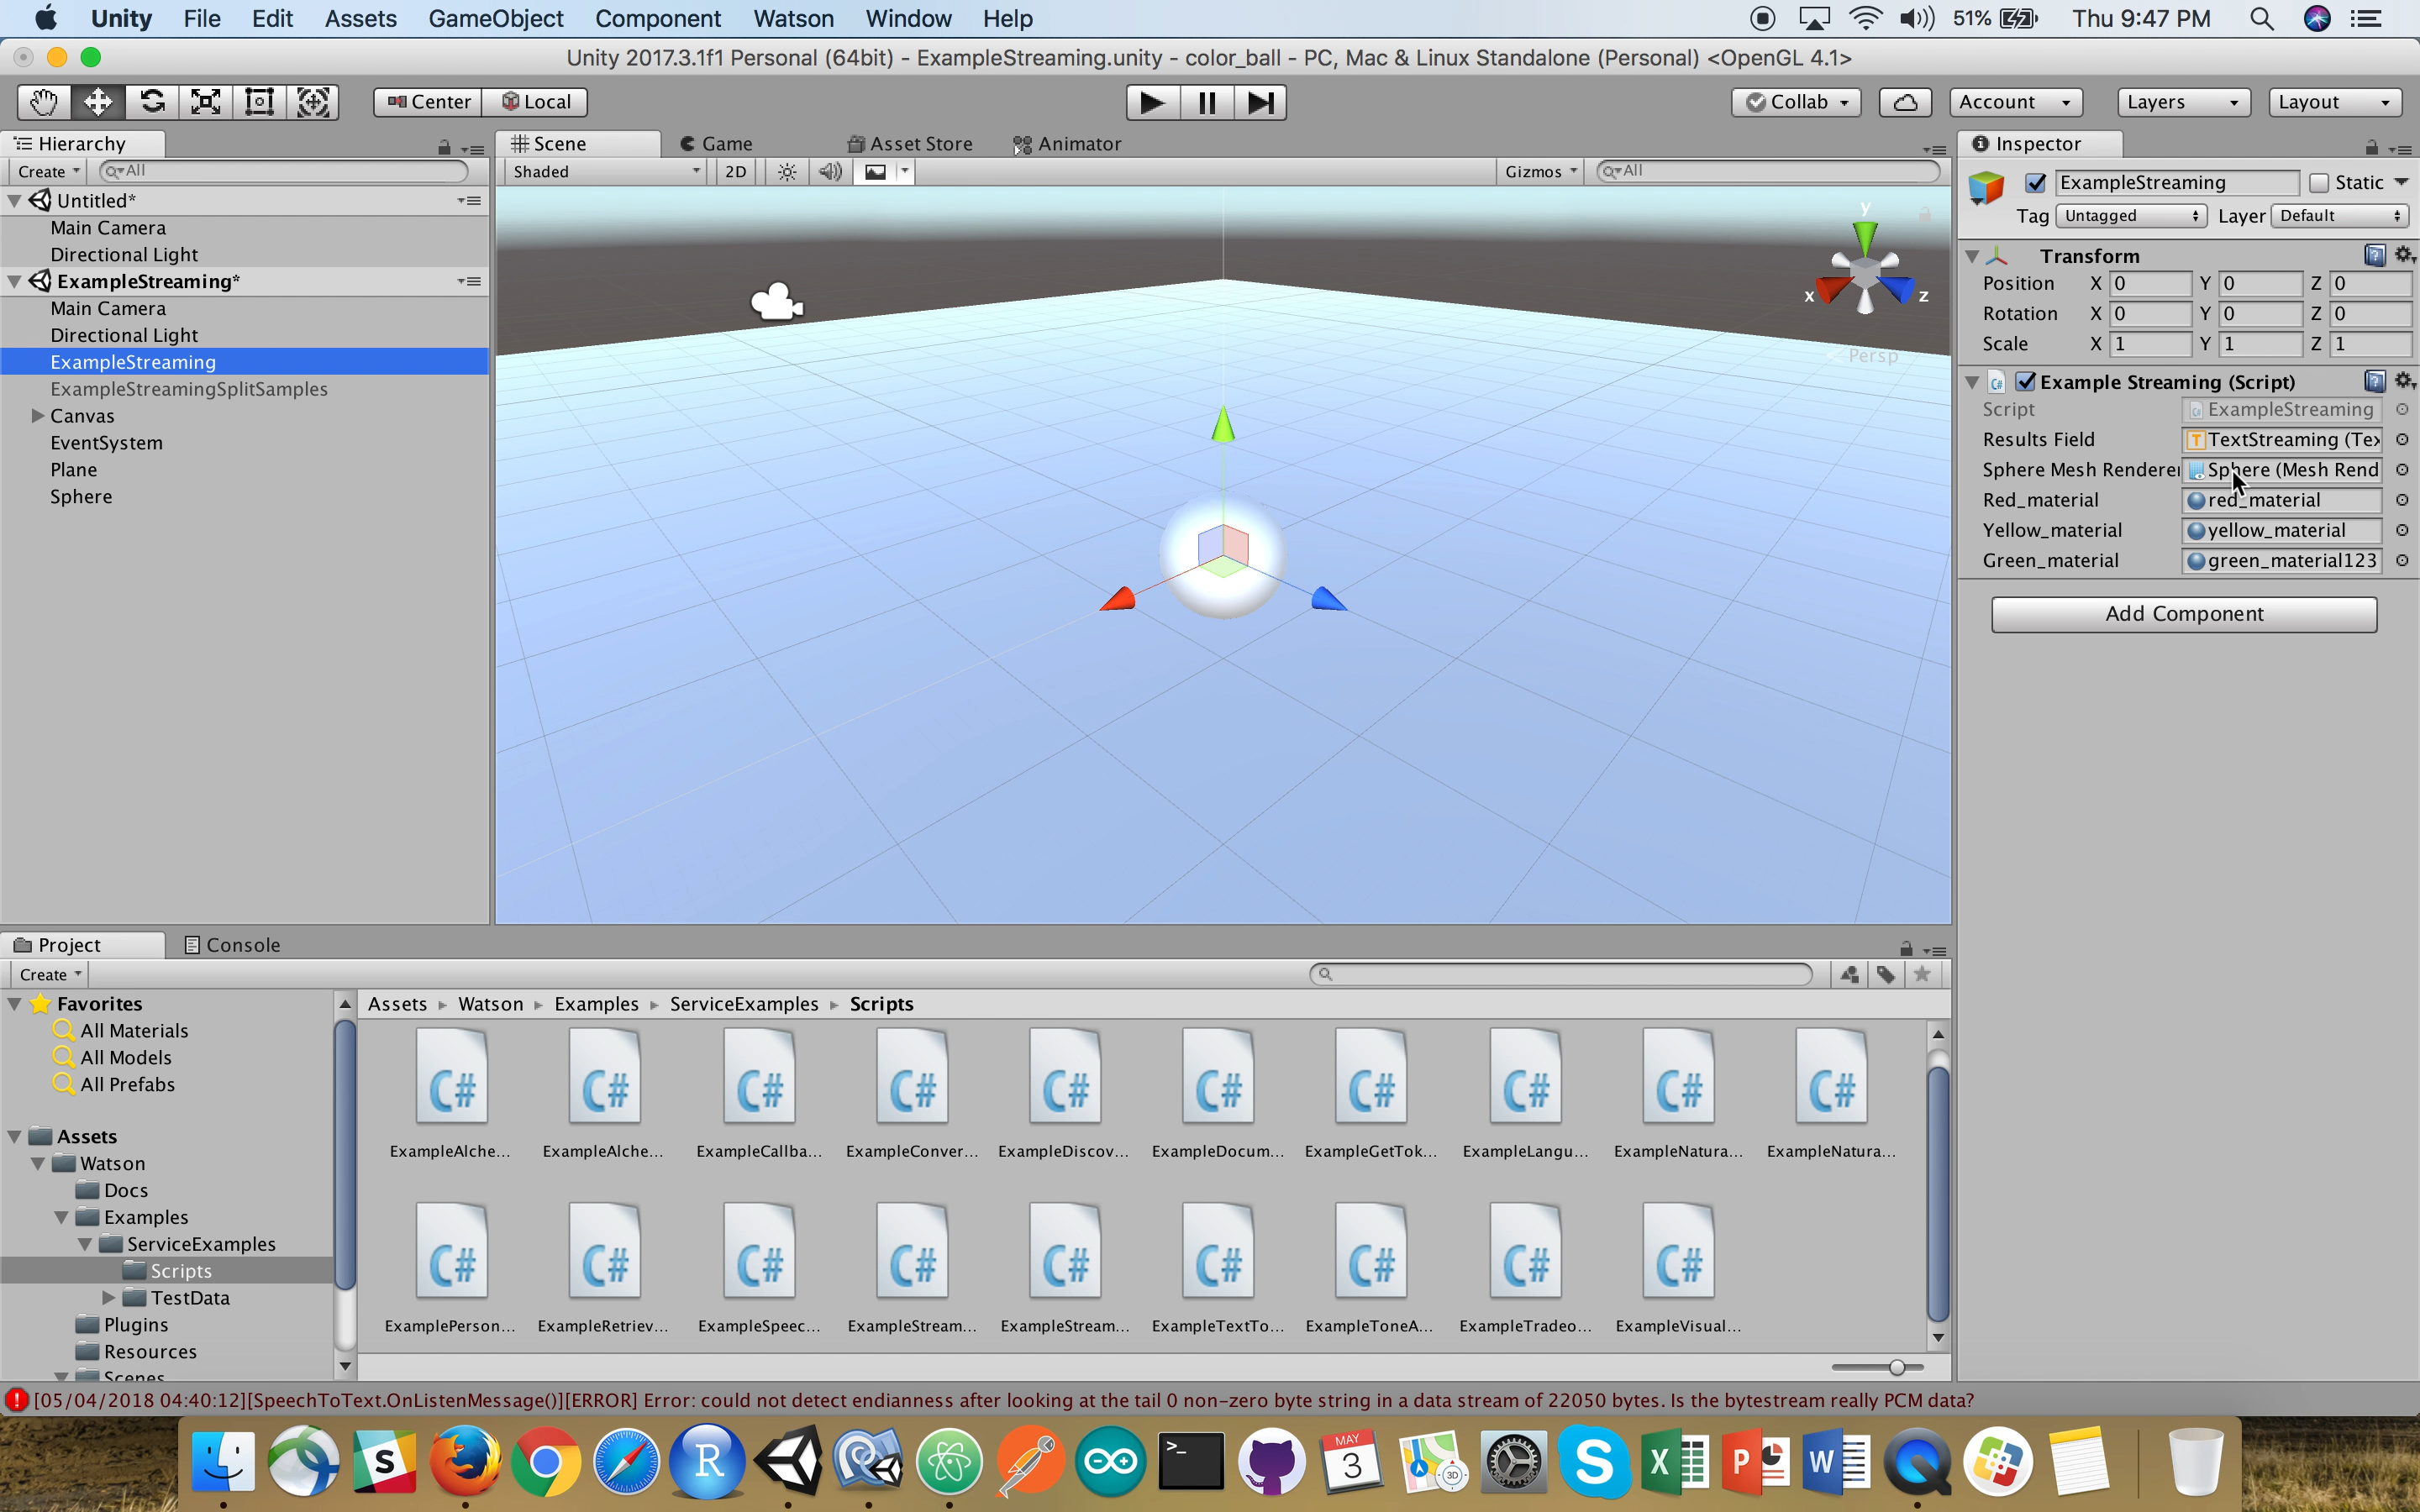 Unity File Edit Assets GameObject Component Watson Window Help 51% Thu 9:47 PM
Unity 2017.3.1f1 Personal (64bit) - ExampleStreaming.unity - color_ball - PC, Mac & Linux Standalone (Personal) <OpenGL 4.1>
Center Local Collab Account Layers Layout
Hierarchy
Create All
Untitled*
Main Camera
Directional Light
ExampleStreaming*
Main Camera
Directional Light
ExampleStreaming
ExampleStreamingSplitSamples
Canvas
EventSystem
Plane
Sphere
Scene Game Asset Store Animator
Shaded 2D Gizmos All
y
x z
Persp
Inspector
ExampleStreaming Static
Tag Untagged Layer Default
Transform
Position X 0 Y 0 Z 0
Rotation X 0 Y 0 Z 0
Scale X 1 Y 1 Z 1
C# Example Streaming (Script)
Script ExampleStreaming
Results Field T TextStreaming (Tex
Sphere Mesh Renderer Sphere (Mesh Rend
Red_material red_material
Yellow_material yellow_material
Green_material green_material123
Add Component
Project Console
Create
Favorites
All Materials
All Models
All Prefabs
Assets
Watson
Docs
Examples
ServiceExamples
Scripts
TestData
Plugins
Resources
Scenes
Assets Watson Examples ServiceExamples Scripts
C# C# C# C# C# C# C# C# C# C#
ExampleAlche... ExampleAlche... ExampleCallba... ExampleConver... ExampleDiscov... ExampleDocum... ExampleGetTok... ExampleLangu... ExampleNatura... ExampleNatura...
C# C# C# C# C# C# C# C# C#
ExamplePerson... ExampleRetriev... ExampleSpeec... ExampleStream... ExampleStream... ExampleTextTo... ExampleToneA... ExampleTradeo... ExampleVisual...
[05/04/2018 04:40:12][SpeechToText.OnListenMessage()][ERROR] Error: could not detect endianness after looking at the tail 0 non-zero byte string in a data stream of 22050 bytes. Is the bytestream really PCM data?
S R >_ MAY 3 3D S X P W